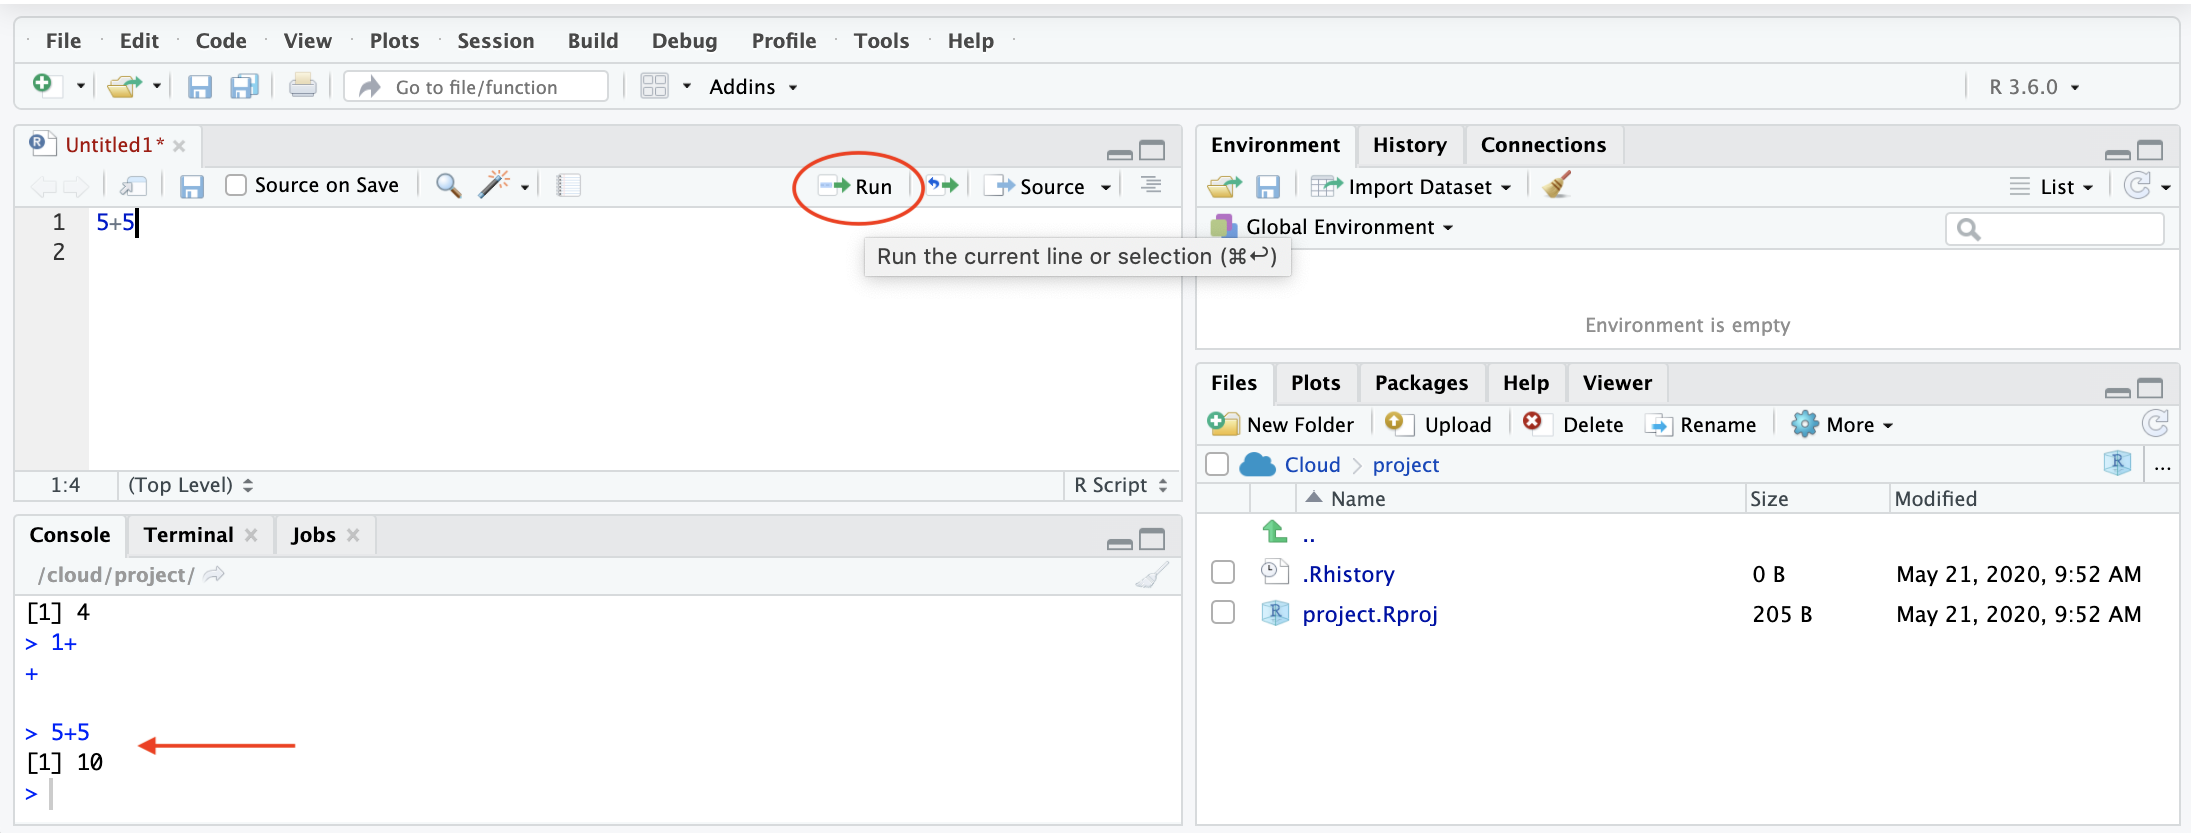 File Edit Code View Plots Session Build Debug Profile Tools Help
Go to file/function Addins R 3.6.0
Untitled1*
Source on Save Run Source
1 5+5
2
Run the current line or selection (⌘↩)
1:4 (Top Level) R Script
Console Terminal Jobs
/cloud/project/
[1] 4
> 1+
+
> 5+5
[1] 10
>
Environment History Connections
Import Dataset List
Global Environment
Environment is empty
Files Plots Packages Help Viewer
New Folder Upload Delete Rename More
Cloud project ...
Name Size Modified
..
.Rhistory 0 B May 21, 2020, 9:52 AM
project.Rproj 205 B May 21, 2020, 9:52 AM